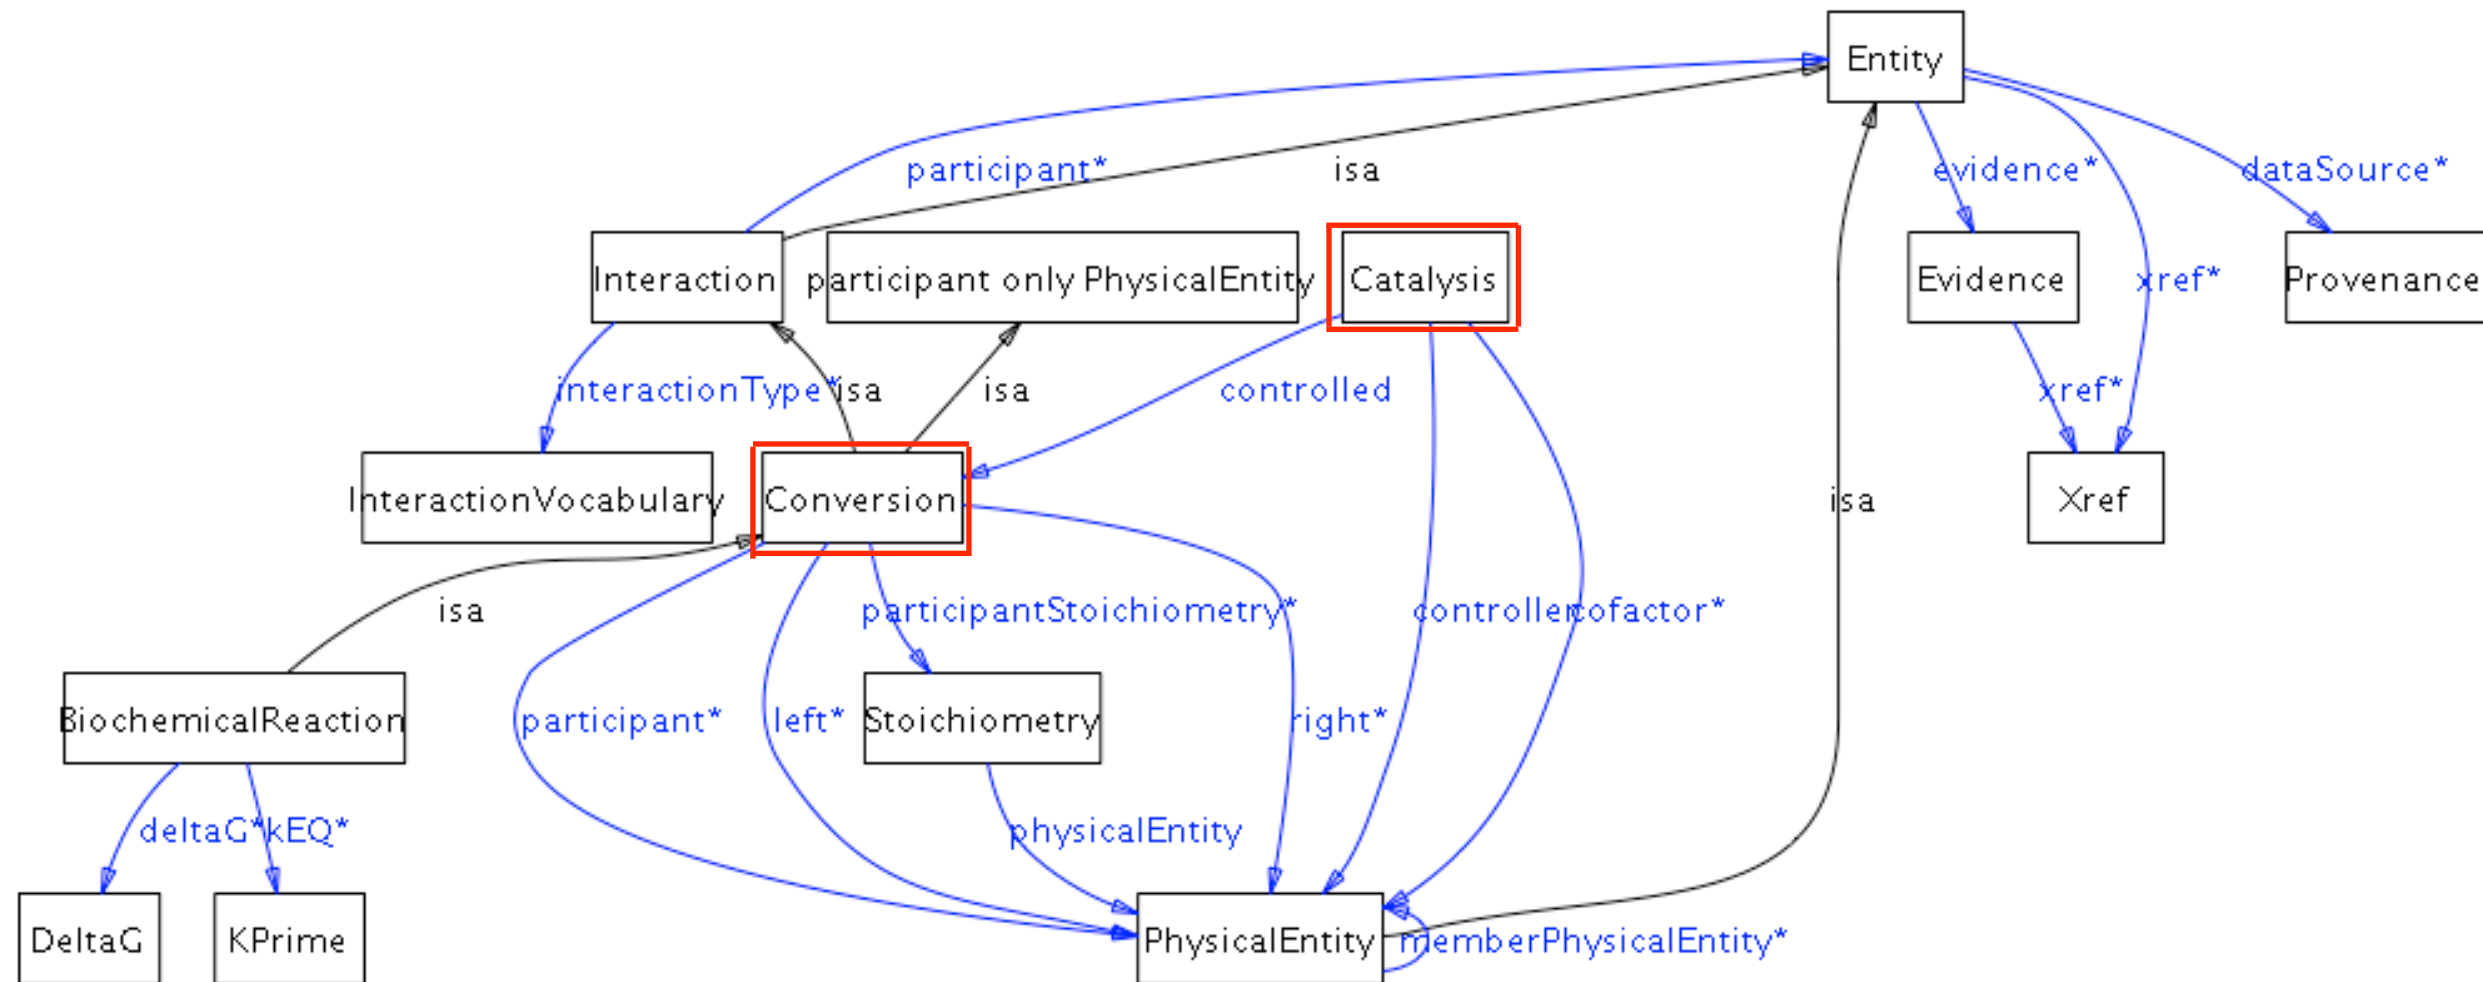 Entity
participant*
isa
evidence*
dataSource*
Interaction
participant only PhysicalEntity
Catalysis
Evidence
xref*
Provenance
interactionType*
isa
isa
controlled
xref*
InteractionVocabulary
Conversion
isa
Xref
isa
participantStoichiometry*
controller
cofactor*
BiochemicalReaction
participant*
left*
Stoichiometry
right*
deltaG*
kEQ*
physicalEntity
DeltaG
KPrime
PhysicalEntity
memberPhysicalEntity*